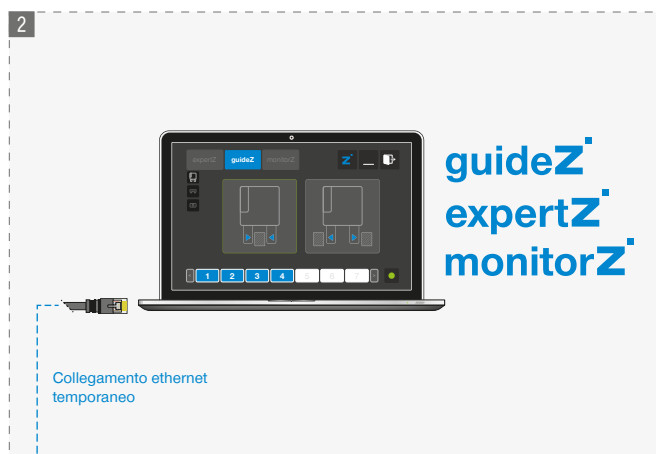 2
expertZ guideZ monitorZ Z
1 2 3 4 5 6 7
guideZ
expertZ
monitorZ
Collegamento ethernet
temporaneo